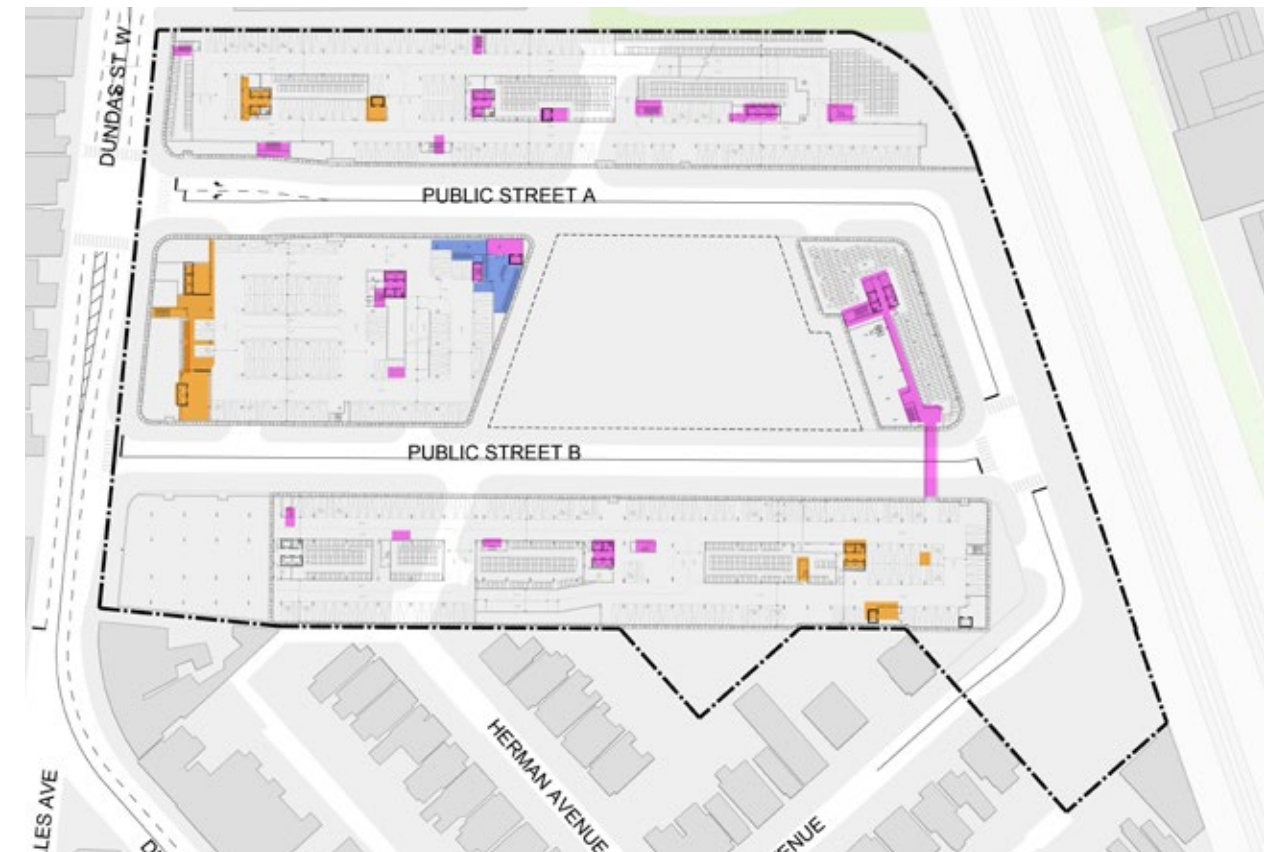 DUNDAS ST. W
PUBLIC STREET A
PUBLIC STREET B
HERMAN AVENUE
LES AVE
ENUE